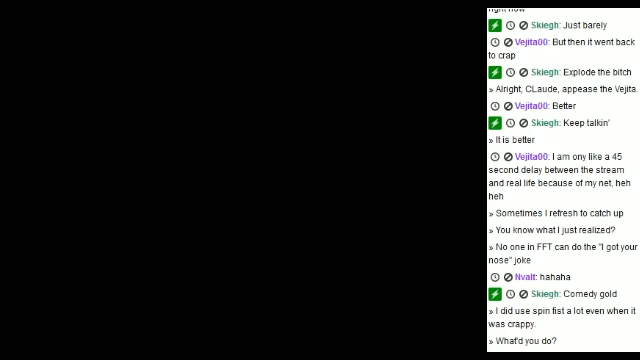 right now
Skiegh: Just barely
Vejita00: But then it went back
to crap
Skiegh: Explode the bitch
» Alright, CLaude, appease the Vejita.
Vejita00: Better
Skiegh: Keep talkin'
» It is better
Vejita00: I am ony like a 45
second delay between the stream
and real life because of my net, heh
heh
» Sometimes I refresh to catch up
» You know what I just realized?
» No one in FFT can do the "I got your
nose" joke
Nvalt: hahaha
Skiegh: Comedy gold
» I did use spin fist a lot even when it
was crappy.
» What'd you do?